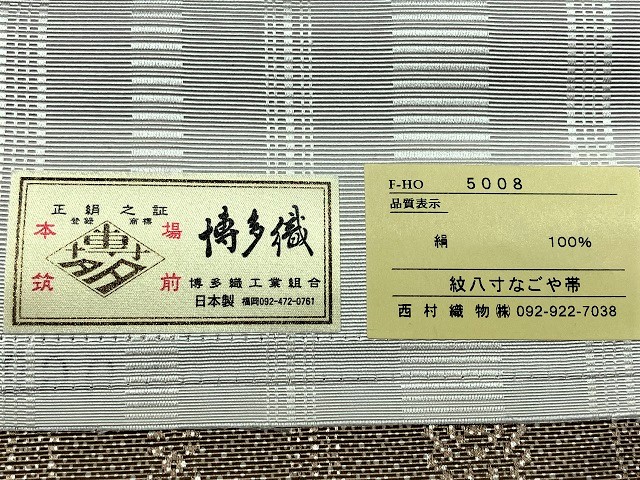 正絹之証
登録商標
本場
筑前
博多織
博多織工業組合
日本製 福岡092-472-0761
F-HO 5008
品質表示
絹 100%
紋八寸なごや帯
西村織物㈱ 092-922-7038